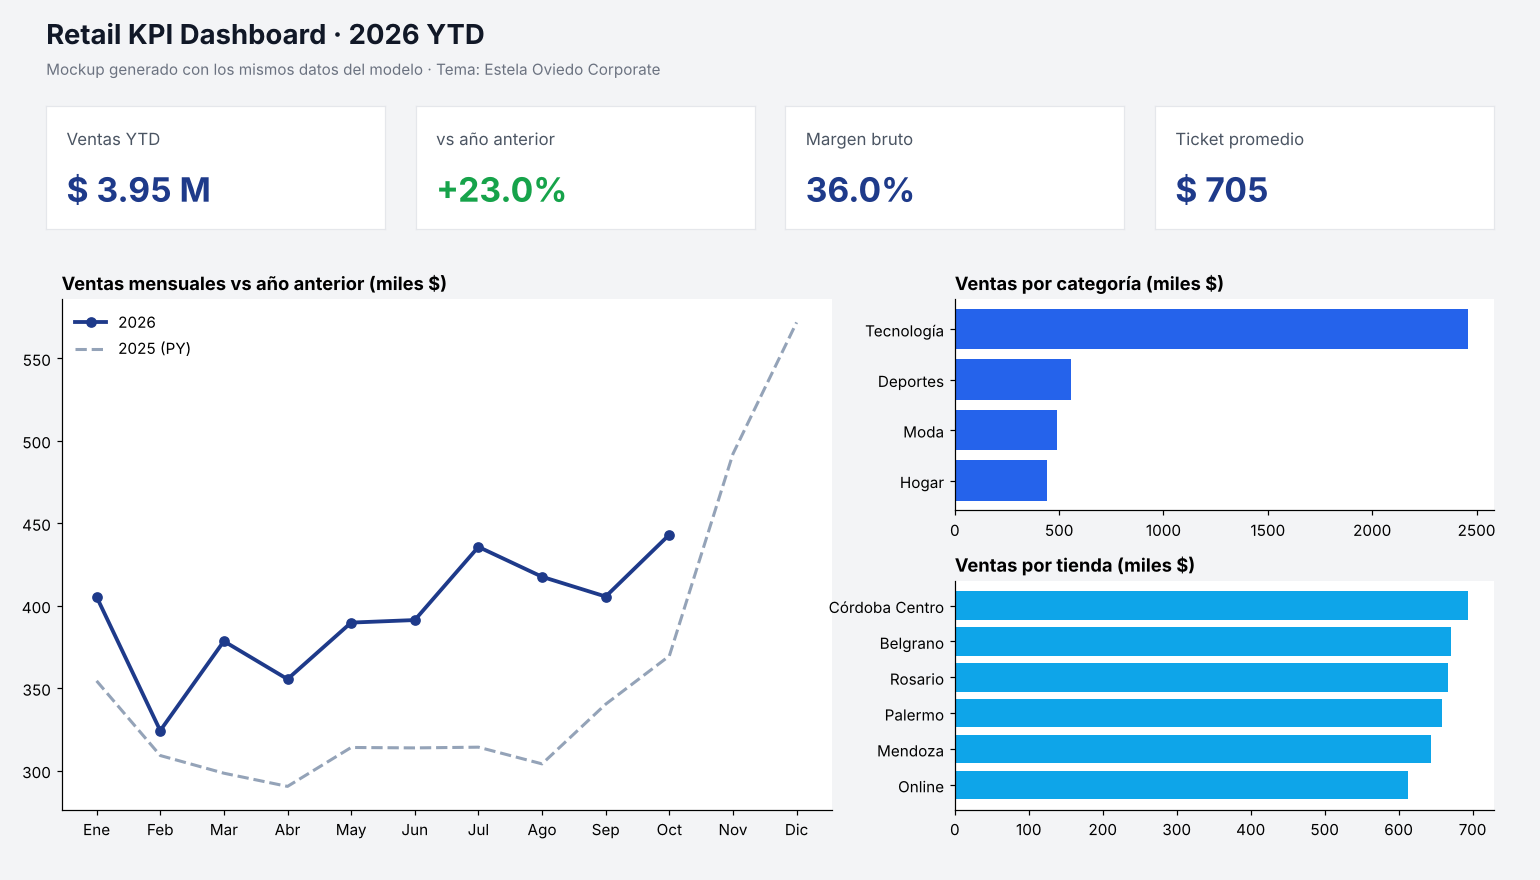 Retail KPI Dashboard · 2026 YTD
Mockup generado con los mismos datos del modelo · Tema: Estela Oviedo Corporate
Ventas YTD
$ 3.95 M
vs año anterior
+23.0%
Margen bruto
36.0%
Ticket promedio
$ 705
Ventas mensuales vs año anterior (miles $)
2026
2025 (PY)
550
500
450
400
350
300
Ene Feb Mar Abr May Jun Jul Ago Sep Oct Nov Dic
Ventas por categoría (miles $)
Tecnología
Deportes
Moda
Hogar
0 500 1000 1500 2000 2500
Ventas por tienda (miles $)
Córdoba Centro
Belgrano
Rosario
Palermo
Mendoza
Online
0 100 200 300 400 500 600 700